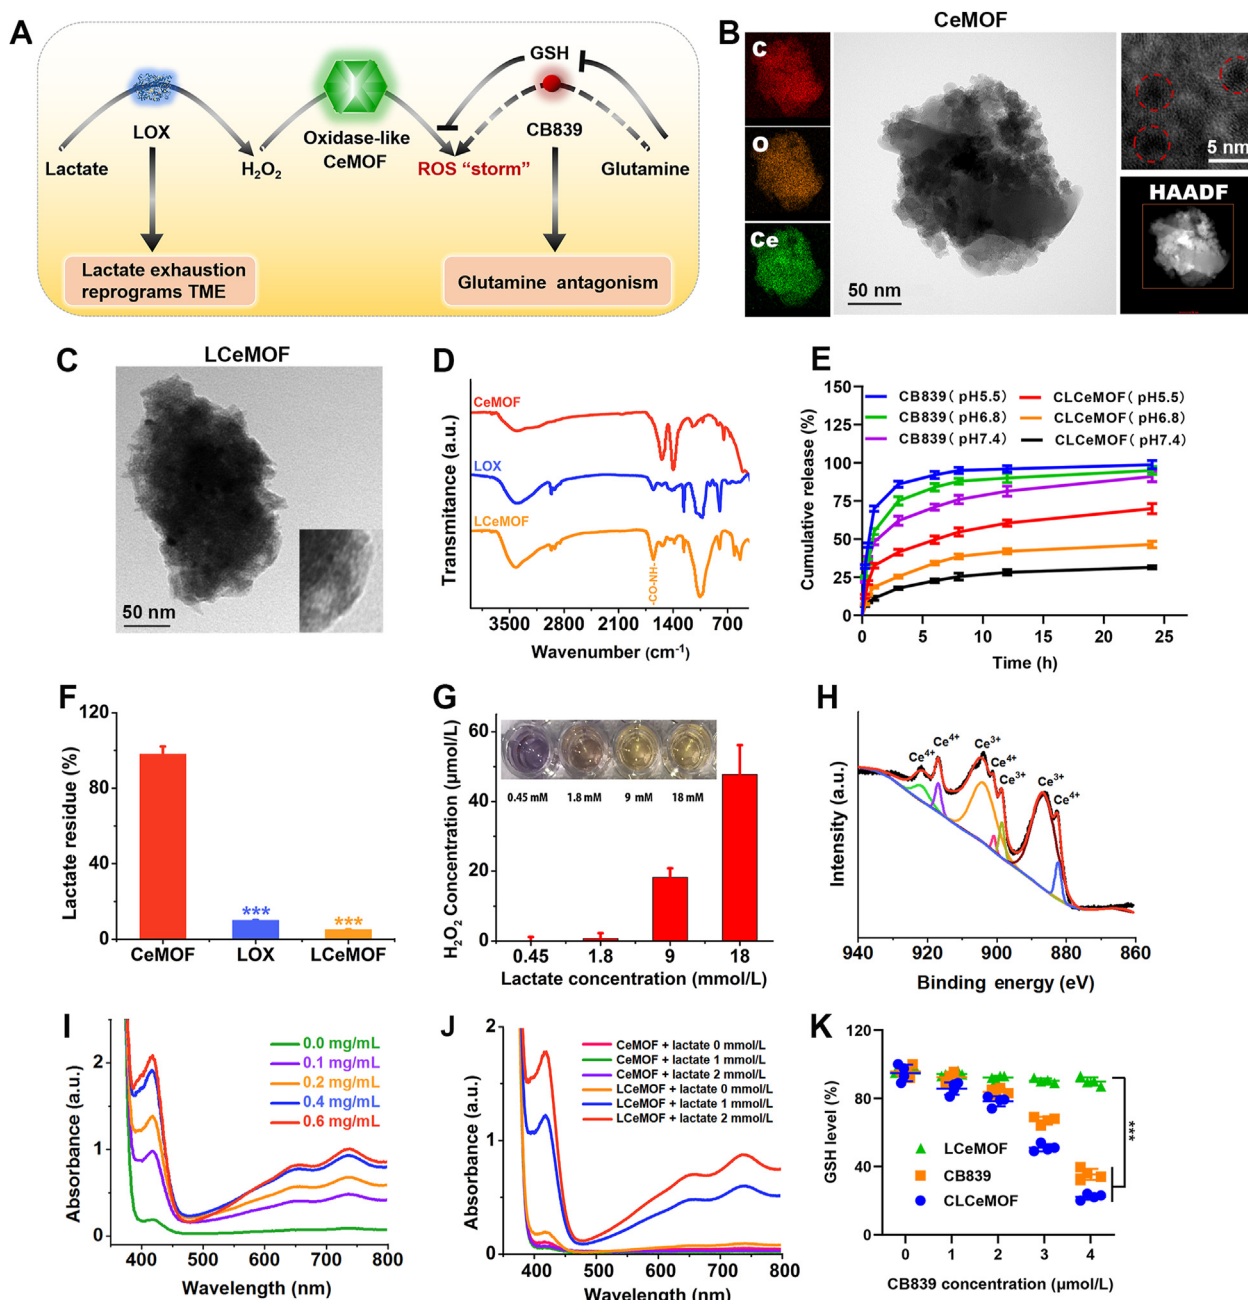 A
GSH
LOX
Oxidase-like
CeMOF
CB839
Lactate
H₂O₂
ROS “storm”
Glutamine
Lactate exhaustion
reprograms TME
Glutamine antagonism
B
CeMOF
C
O
Ce
50 nm
5 nm
HAADF
C
LCeMOF
50 nm
D
CeMOF
LOX
LCeMOF
-CO-NH-
Transmitance (a.u.)
3500 2800 2100 1400 700
Wavenumber (cm⁻¹)
E
CB839( pH5.5)
CB839( pH6.8)
CB839( pH7.4)
CLCeMOF( pH5.5)
CLCeMOF( pH6.8)
CLCeMOF( pH7.4)
Cumulative release (%)
150
125
100
75
50
25
0
0 5 10 15 20 25
Time (h)
F
Lactate residue (%)
120
80
40
0
***
***
CeMOF LOX LCeMOF
G
H₂O₂ Concentration (μmol/L)
60
40
20
0
0.45 mM 1.8 mM 9 mM 18 mM
0.45 1.8 9 18
Lactate concentration (mmol/L)
H
Intensity (a.u.)
Ce⁴⁺
Ce⁴⁺
Ce³⁺
Ce⁴⁺
Ce³⁺
Ce³⁺
Ce⁴⁺
940 920 900 880 860
Binding energy (eV)
I
Absorbance (a.u.)
2
1
0
0.0 mg/mL
0.1 mg/mL
0.2 mg/mL
0.4 mg/mL
0.6 mg/mL
400 500 600 700 800
Wavelength (nm)
J
Absorbance (a.u.)
2
1
0
CeMOF + lactate 0 mmol/L
CeMOF + lactate 1 mmol/L
CeMOF + lactate 2 mmol/L
LCeMOF + lactate 0 mmol/L
LCeMOF + lactate 1 mmol/L
LCeMOF + lactate 2 mmol/L
400 500 600 700 800
Wavelength (nm)
K
GSH level (%)
120
80
40
0
LCeMOF
CB839
CLCeMOF
***
0 1 2 3 4
CB839 concentration (μmol/L)